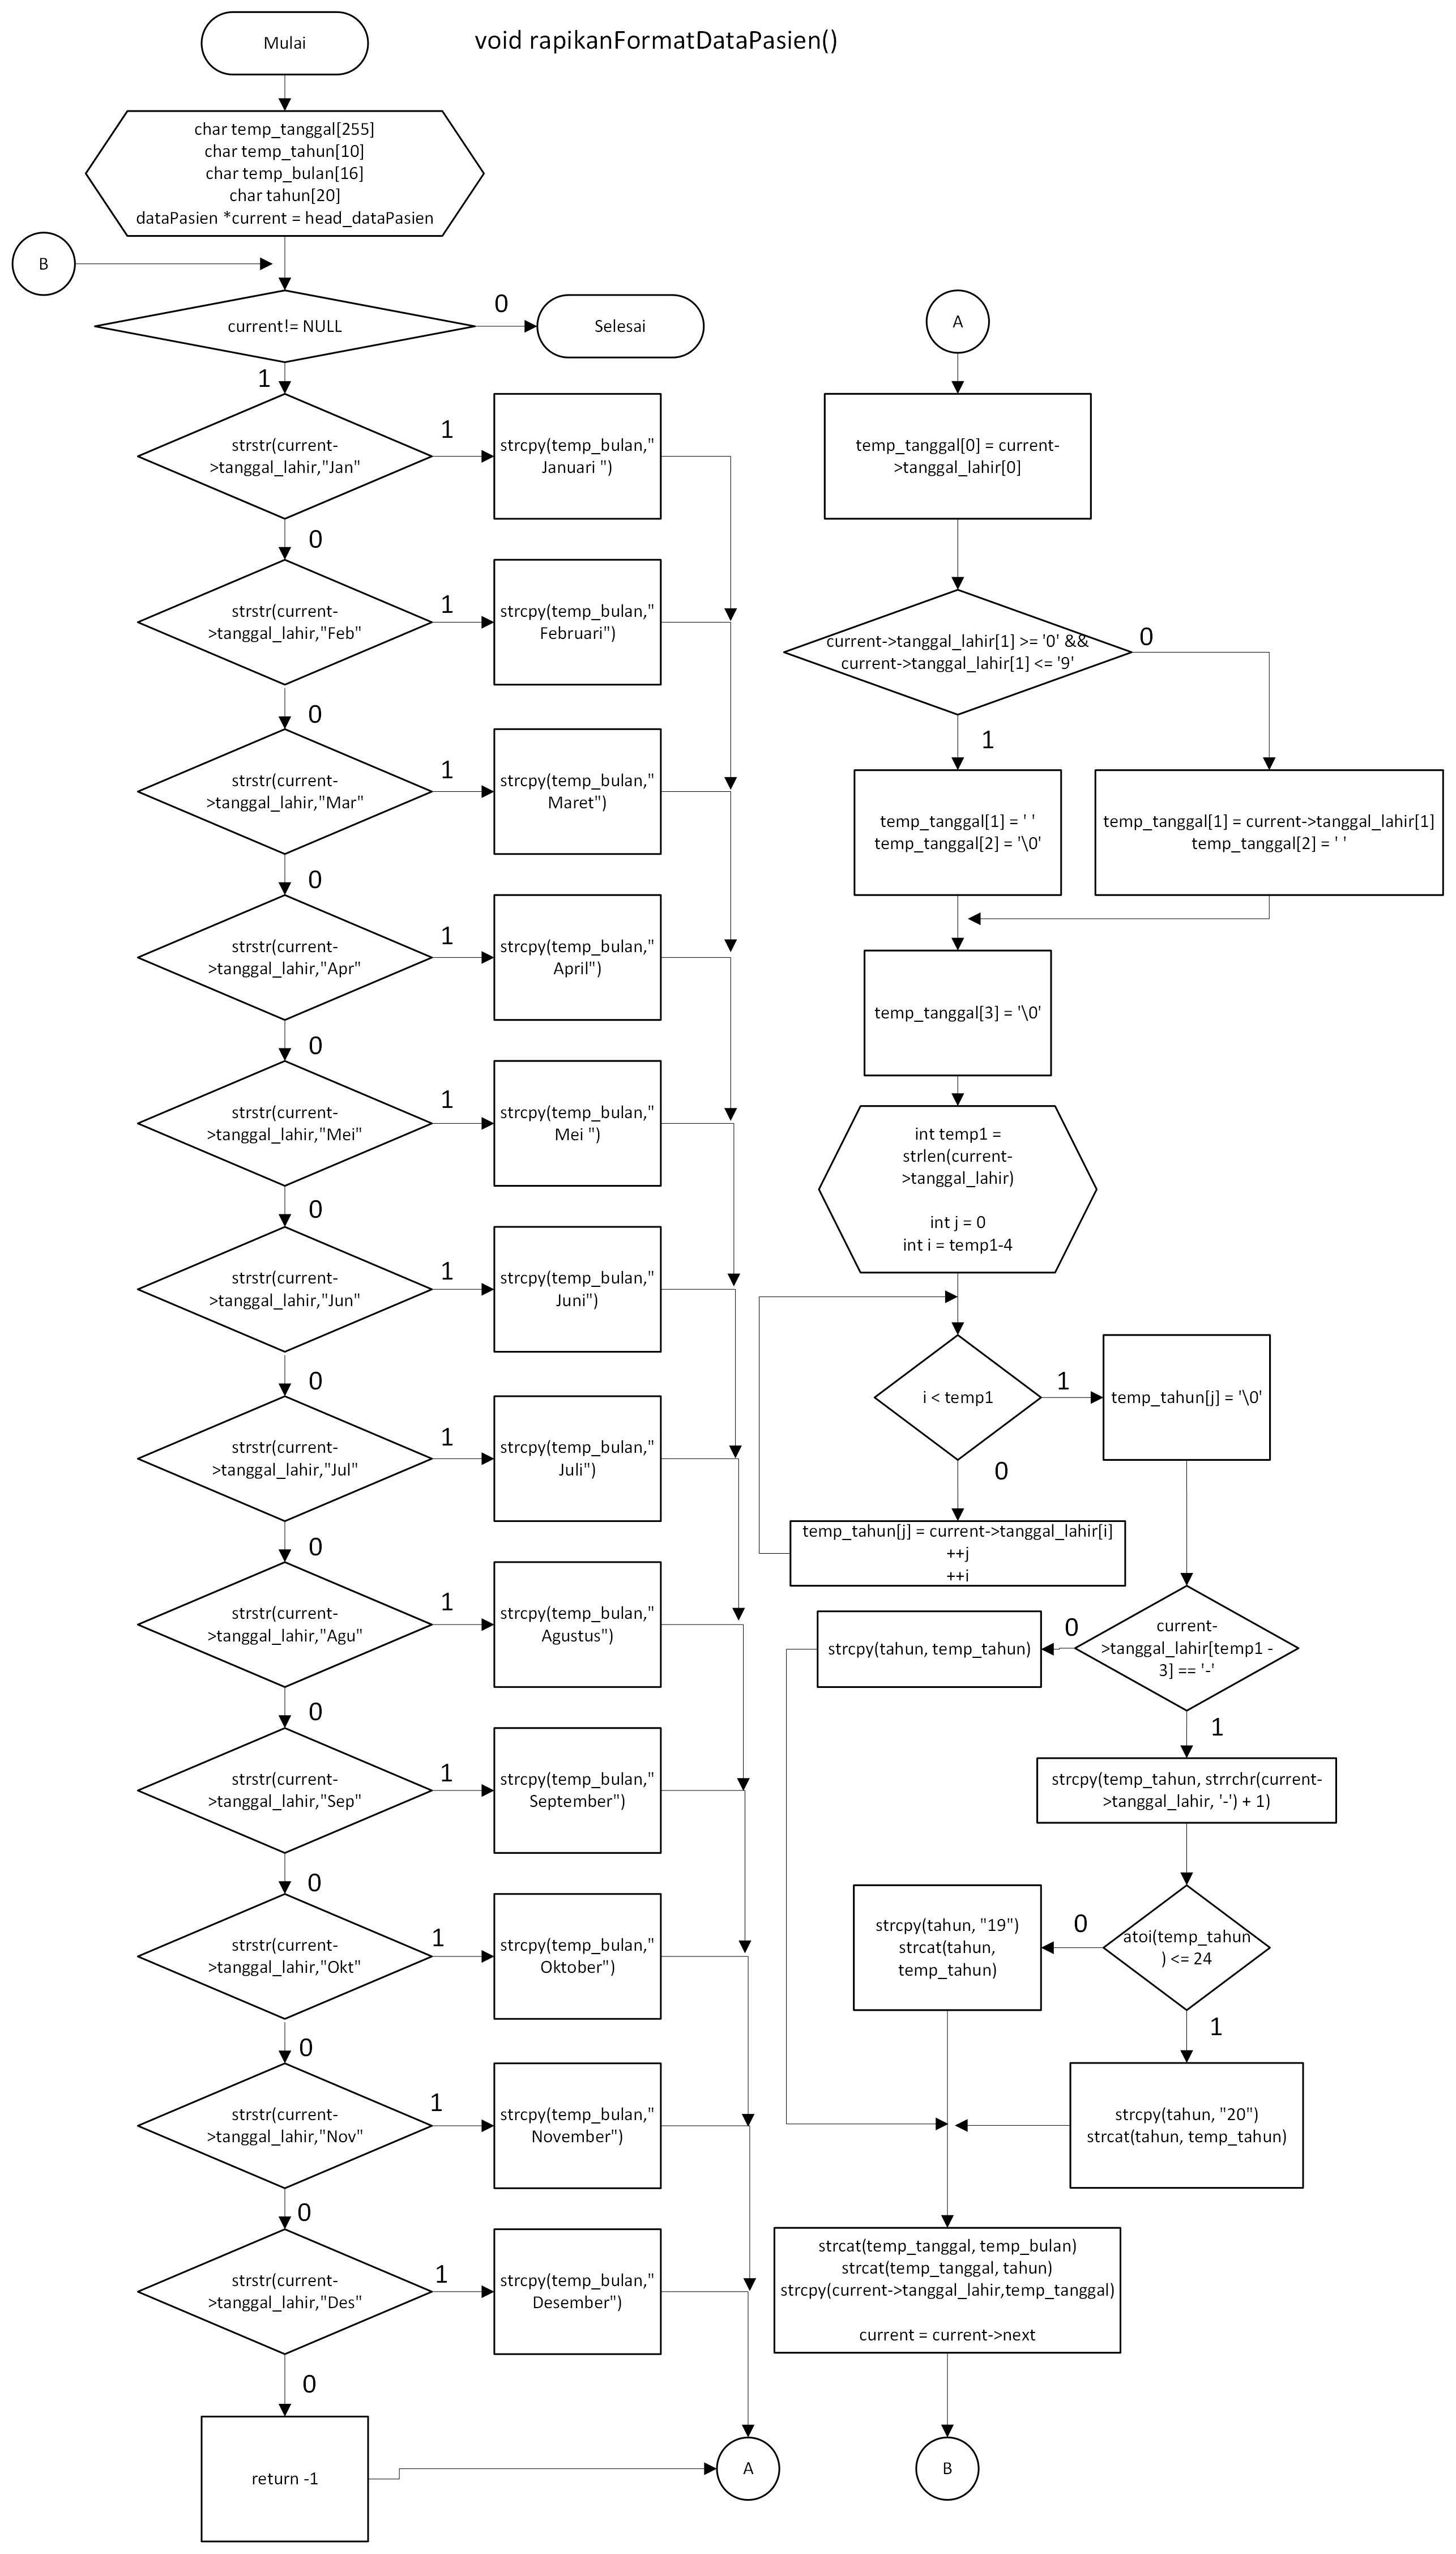 void rapikanFormatDataPasien()
Mulai
char temp_tanggal[255]
char temp_tahun[10]
char temp_bulan[16]
char tahun[20]
dataPasien *current = head_dataPasien
B
current!= NULL
0
Selesai
1
strstr(current-
>tanggal_lahir,"Jan"
1
strcpy(temp_bulan,"
Januari ")
0
strstr(current-
>tanggal_lahir,"Feb"
1
strcpy(temp_bulan,"
Februari")
0
strstr(current-
>tanggal_lahir,"Mar"
1
strcpy(temp_bulan,"
Maret")
0
strstr(current-
>tanggal_lahir,"Apr"
1
strcpy(temp_bulan,"
April")
0
strstr(current-
>tanggal_lahir,"Mei"
1
strcpy(temp_bulan,"
Mei ")
0
strstr(current-
>tanggal_lahir,"Jun"
1
strcpy(temp_bulan,"
Juni")
0
strstr(current-
>tanggal_lahir,"Jul"
1
strcpy(temp_bulan,"
Juli")
0
strstr(current-
>tanggal_lahir,"Agu"
1
strcpy(temp_bulan,"
Agustus")
0
strstr(current-
>tanggal_lahir,"Sep"
1
strcpy(temp_bulan,"
September")
0
strstr(current-
>tanggal_lahir,"Okt"
1
strcpy(temp_bulan,"
Oktober")
0
strstr(current-
>tanggal_lahir,"Nov"
1
strcpy(temp_bulan,"
November")
0
strstr(current-
>tanggal_lahir,"Des"
1
strcpy(temp_bulan,"
Desember")
0
return -1
A
A
temp_tanggal[0] = current-
>tanggal_lahir[0]
current->tanggal_lahir[1] >= '0' &&
current->tanggal_lahir[1] <= '9'
0
1
temp_tanggal[1] = ' '
temp_tanggal[2] = '\0'
temp_tanggal[1] = current->tanggal_lahir[1]
temp_tanggal[2] = ' '
temp_tanggal[3] = '\0'
int temp1 =
strlen(current-
>tanggal_lahir)
int j = 0
int i = temp1-4
i < temp1
1
temp_tahun[j] = '\0'
0
temp_tahun[j] = current->tanggal_lahir[i]
++j
++i
current-
>tanggal_lahir[temp1 -
3] == '-'
0
strcpy(tahun, temp_tahun)
1
strcpy(temp_tahun, strrchr(current-
>tanggal_lahir, '-') + 1)
atoi(temp_tahun
) <= 24
0
strcpy(tahun, "19")
strcat(tahun,
temp_tahun)
1
strcpy(tahun, "20")
strcat(tahun, temp_tahun)
strcat(temp_tanggal, temp_bulan)
strcat(temp_tanggal, tahun)
strcpy(current->tanggal_lahir,temp_tanggal)
current = current->next
B